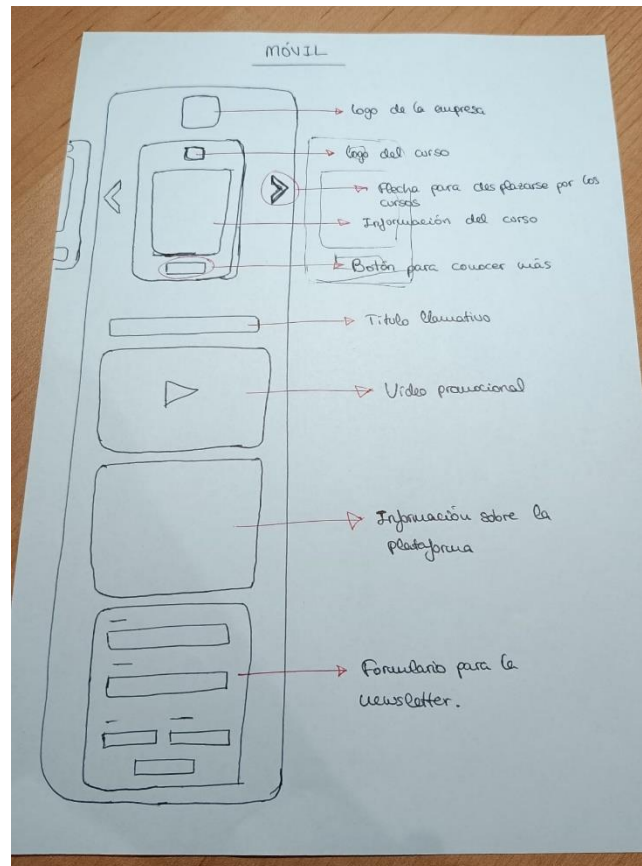 MÓVIL
logo de la empresa
logo del curso
Flecha para desplazarse por los
cursos
Información del curso
Botón para conocer más
Título llamativo
Vídeo promocional
Información sobre la
plataforma
Formulario para la
newsletter.